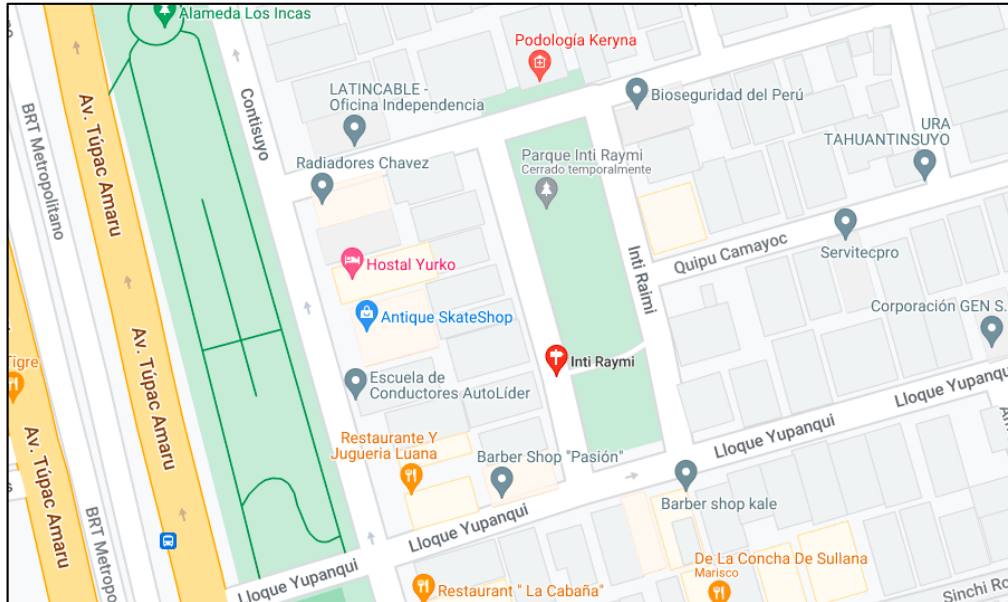 Alameda Los Incas
BRT Metropolitano
Av. Túpac Amaru
Contisuyo
Podología Keryna
LATINCABLE -
Oficina Independencia
Bioseguridad del Perú
URA
TAHUANTINSUYO
Radiadores Chavez
Parque Inti Raymi
Cerrado temporalmente
Inti Raimi
Quipu Camayoc
Servitecpro
Hostal Yurko
Antique SkateShop
Corporación GEN S.
Tigre
Av. Túpac Amaru
Inti Raymi
Escuela de
Conductores AutoLíder
Lloque Yupanqu
Restaurante Y
Juguería Luana
Barber Shop "Pasión"
Lloque Yupanqui
Av. Túpac Amaru
Barber shop kale
BRT Metropo
Lloque Yupanqui
De La Concha De Sullana
Marisco
Lloque Yupanqui
Restaurant " La Cabaña"
Sinchi Ro